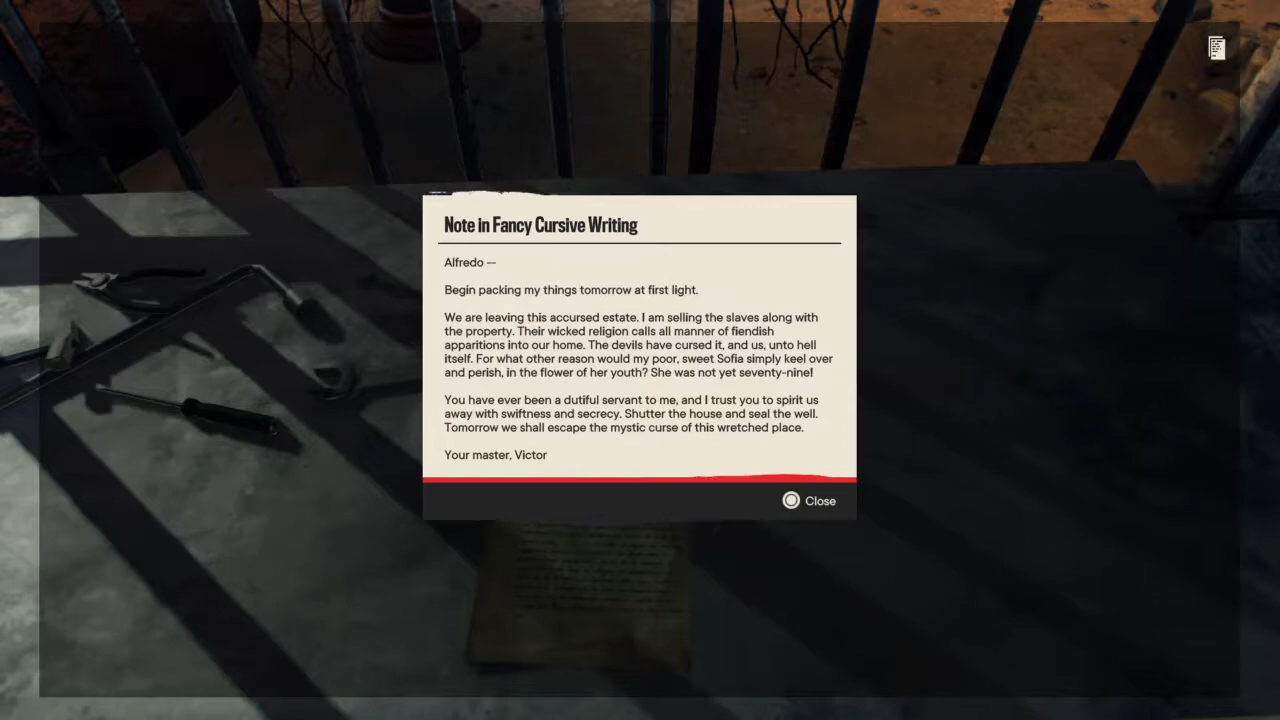 Note in Fancy Cursive Writing
Alfredo --
Begin packing my things tomorrow at first light.
We are leaving this accursed estate. I am selling the slaves along with
the property. Their wicked religion calls all manner of fiendish
apparitions into our home. The devils have cursed it, and us, unto hell
itself. For what other reason would my poor, sweet Sofia simply keel over
and perish, in the flower of her youth? She was not yet seventy-nine!
You have ever been a dutiful servant to me, and I trust you to spirit us
away with swiftness and secrecy. Shutter the house and seal the well.
Tomorrow we shall escape the mystic curse of this wretched place.
Your master, Victor
Close